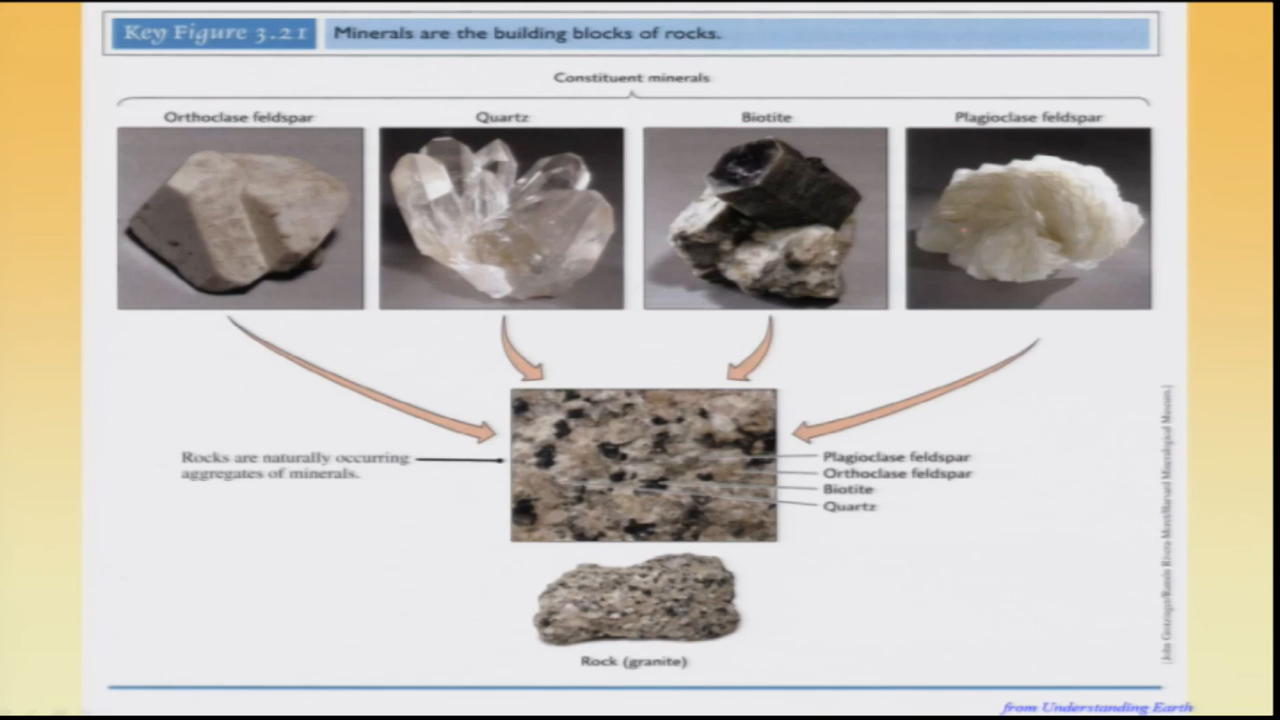 Key Figure 3.21
Minerals are the building blocks of rocks.
Constituent minerals
Orthoclase feldspar
Quartz
Biotite
Plagioclase feldspar
Rocks are naturally occurring
aggregates of minerals.
Plagioclase feldspar
Orthoclase feldspar
Biotite
Quartz
Rock (granite)
from Understanding Earth